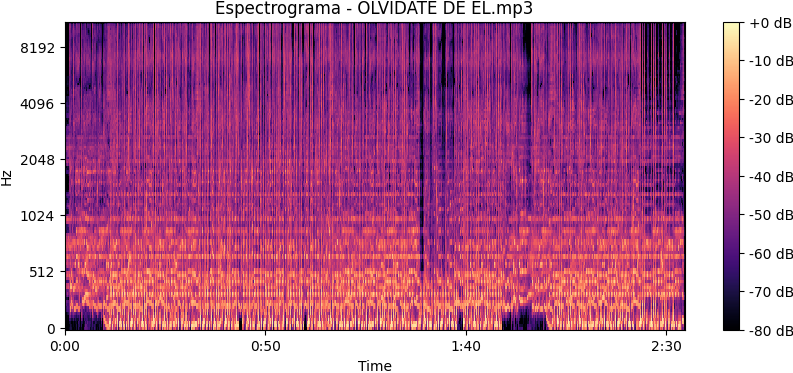 Espectrograma - OLVIDATE DE EL.mp3
Hz
8192
4096
2048
1024
512
0
0:00
0:50
1:40
2:30
Time
+0 dB
-10 dB
-20 dB
-30 dB
-40 dB
-50 dB
-60 dB
-70 dB
-80 dB